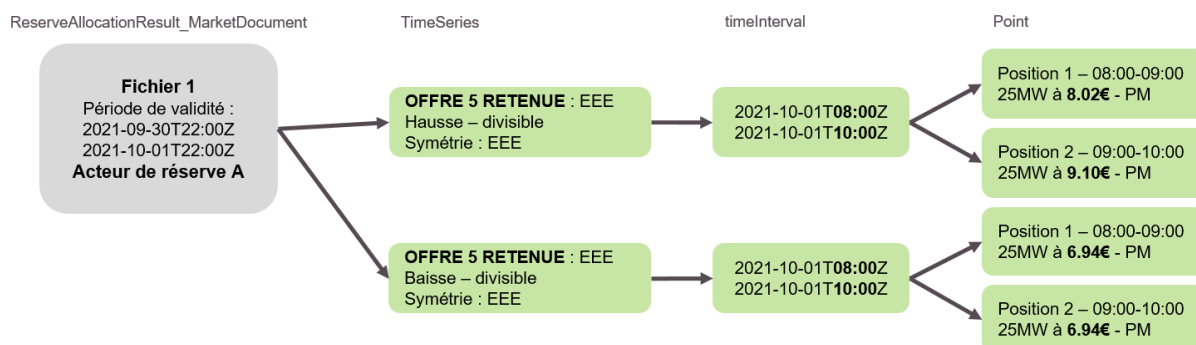 ReserveAllocationResult_MarketDocument
TimeSeries
timeInterval
Point
Fichier 1
Période de validité :
2021-09-30T22:00Z
2021-10-01T22:00Z
Acteur de réserve A
OFFRE 5 RETENUE : EEE
Hausse – divisible
Symétrie : EEE
2021-10-01T08:00Z
2021-10-01T10:00Z
Position 1 – 08:00-09:00
25MW à 8.02€ - PM
Position 2 – 09:00-10:00
25MW à 9.10€ - PM
OFFRE 5 RETENUE : EEE
Baisse – divisible
Symétrie : EEE
2021-10-01T08:00Z
2021-10-01T10:00Z
Position 1 – 08:00-09:00
25MW à 6.94€ - PM
Position 2 – 09:00-10:00
25MW à 6.94€ - PM